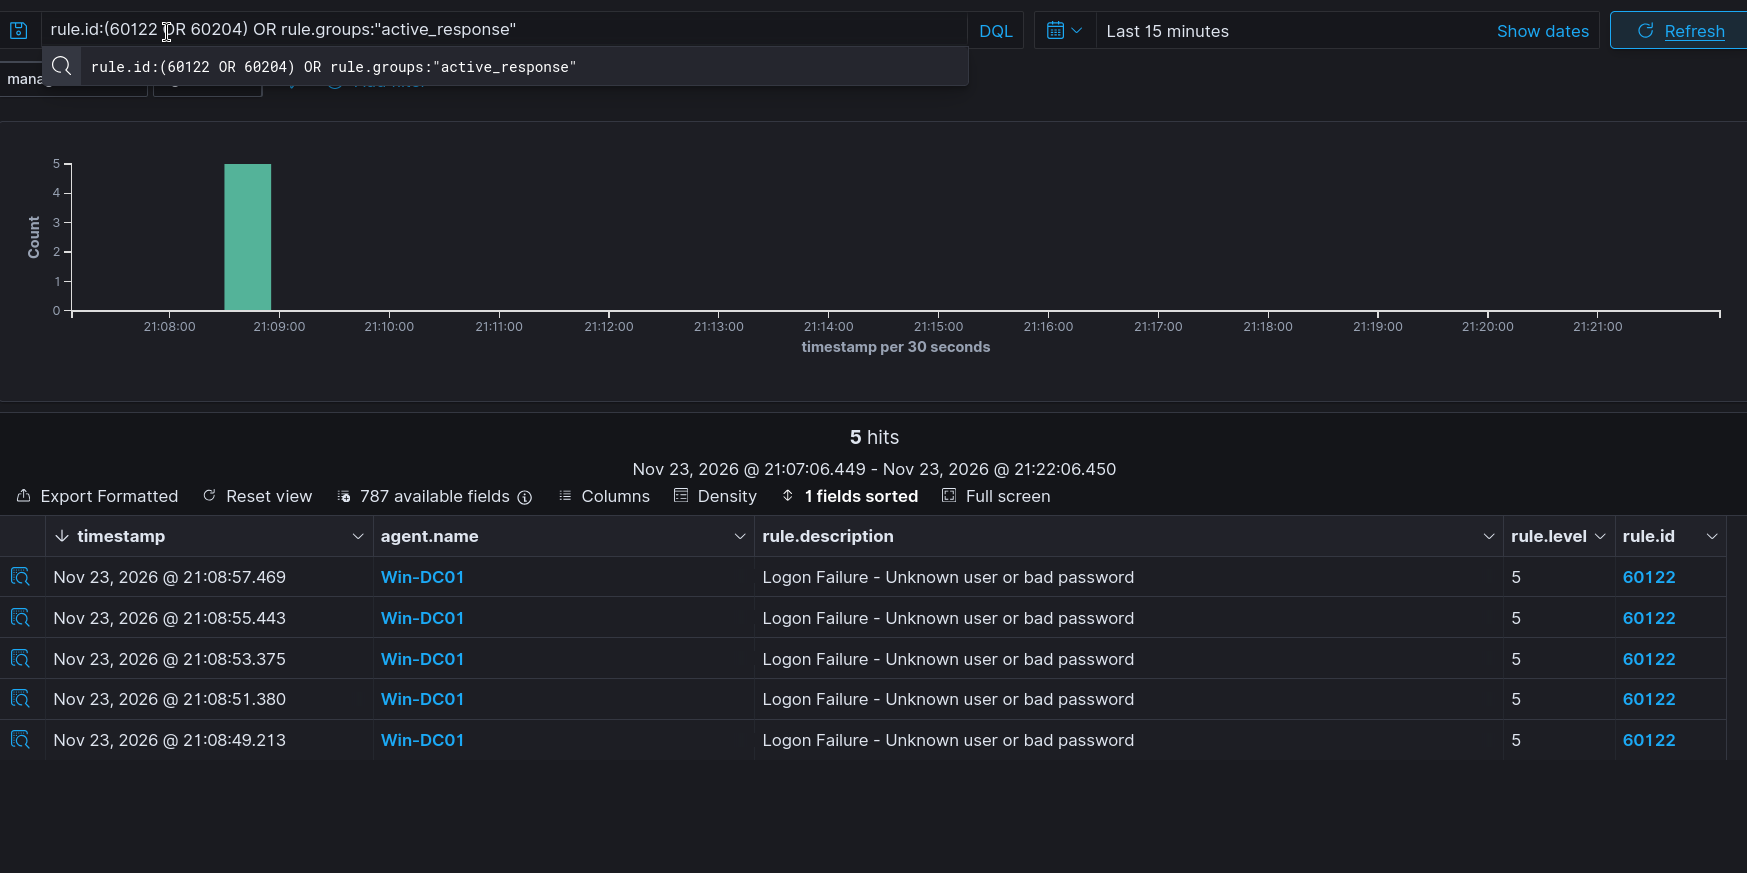 rule.id:(60122 OR 60204) OR rule.groups:"active_response" DQL Last 15 minutes Show dates Refresh
rule.id:(60122 OR 60204) OR rule.groups:"active_response"
5
4
3
2
1
0
Count
21:08:00 21:09:00 21:10:00 21:11:00 21:12:00 21:13:00 21:14:00 21:15:00 21:16:00 21:17:00 21:18:00 21:19:00 21:20:00 21:21:00
timestamp per 30 seconds
5 hits
Nov 23, 2026 @ 21:07:06.449 - Nov 23, 2026 @ 21:22:06.450
Export Formatted Reset view 787 available fields Columns Density 1 fields sorted Full screen
timestamp agent.name rule.description rule.level rule.id
Nov 23, 2026 @ 21:08:57.469 Win-DC01 Logon Failure - Unknown user or bad password 5 60122
Nov 23, 2026 @ 21:08:55.443 Win-DC01 Logon Failure - Unknown user or bad password 5 60122
Nov 23, 2026 @ 21:08:53.375 Win-DC01 Logon Failure - Unknown user or bad password 5 60122
Nov 23, 2026 @ 21:08:51.380 Win-DC01 Logon Failure - Unknown user or bad password 5 60122
Nov 23, 2026 @ 21:08:49.213 Win-DC01 Logon Failure - Unknown user or bad password 5 60122